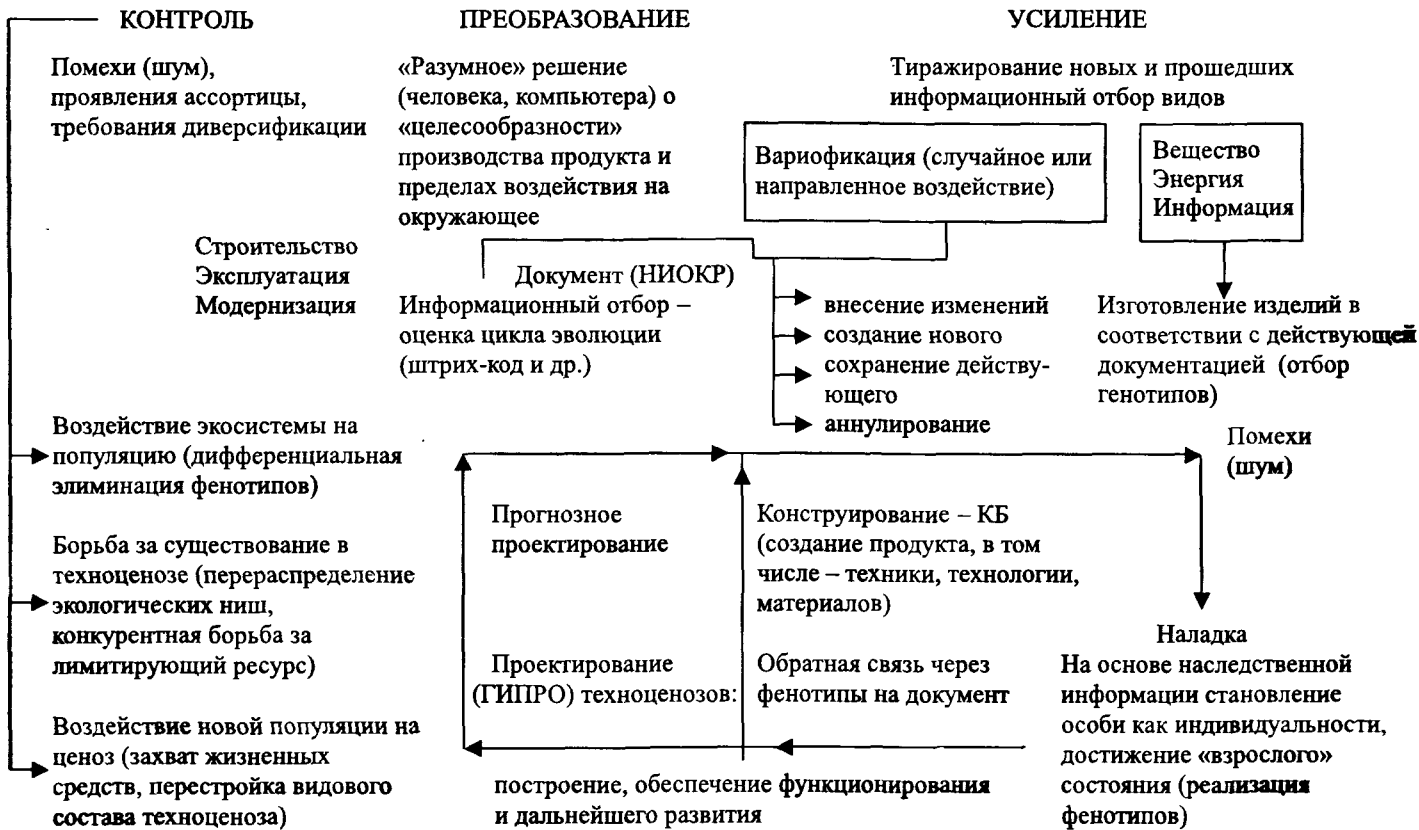 КОНТРОЛЬ
Помехи (шум),
проявления ассортицы,
требования диверсификации
Строительство
Эксплуатация
Модернизация
Воздействие экосистемы на
популяцию (дифференциальная
элиминация фенотипов)
Борьба за существование в
техноценозе (перераспределение
экологических ниш,
конкурентная борьба за
лимитирующий ресурс)
Воздействие новой популяции на
ценоз (захват жизненных
средств, перестройка видового
состава техноценоза)
ПРЕОБРАЗОВАНИЕ
«Разумное» решение
(человека, компьютера) о
«целесообразности»
производства продукта и
пределах воздействия на
окружающее
Документ (НИОКР)
Информационный отбор –
оценка цикла эволюции
(штрих-код и др.)
Прогнозное
проектирование
Проектирование
(ГИПРО) техноценозов:
построение, обеспечение функционирования
и дальнейшего развития
УСИЛЕНИЕ
Тиражирование новых и прошедших
информационный отбор видов
Вариофикация (случайное или
направленное воздействие)
внесение изменений
создание нового
сохранение действу-
ющего
аннулирование
Конструирование – КБ
(создание продукта, в том
числе – техники, технологии,
материалов)
Обратная связь через
фенотипы на документ
Вещество
Энергия
Информация
Изготовление изделий в
соответствии с действующей
документацией (отбор
генотипов)
Помехи
(шум)
Наладка
На основе наследственной
информации становление
особи как индивидуальности,
достижение «взрослого»
состояния (реализация
фенотипов)